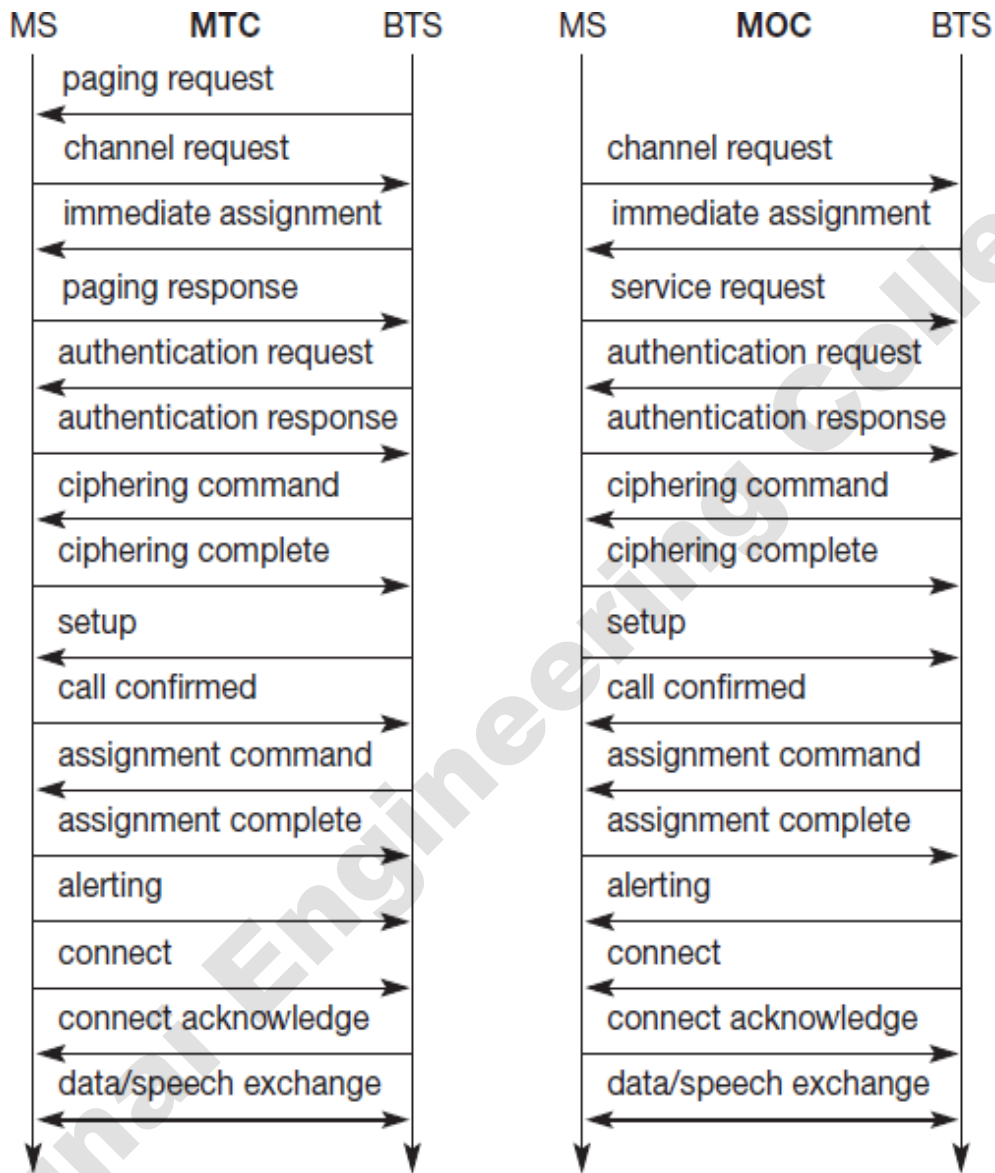 MS MTC BTS
paging request
channel request
immediate assignment
paging response
authentication request
authentication response
ciphering command
ciphering complete
setup
call confirmed
assignment command
assignment complete
alerting
connect
connect acknowledge
data/speech exchange
MS MOC BTS
channel request
immediate assignment
service request
authentication request
authentication response
ciphering command
ciphering complete
setup
call confirmed
assignment command
assignment complete
alerting
connect
connect acknowledge
data/speech exchange
Engineering